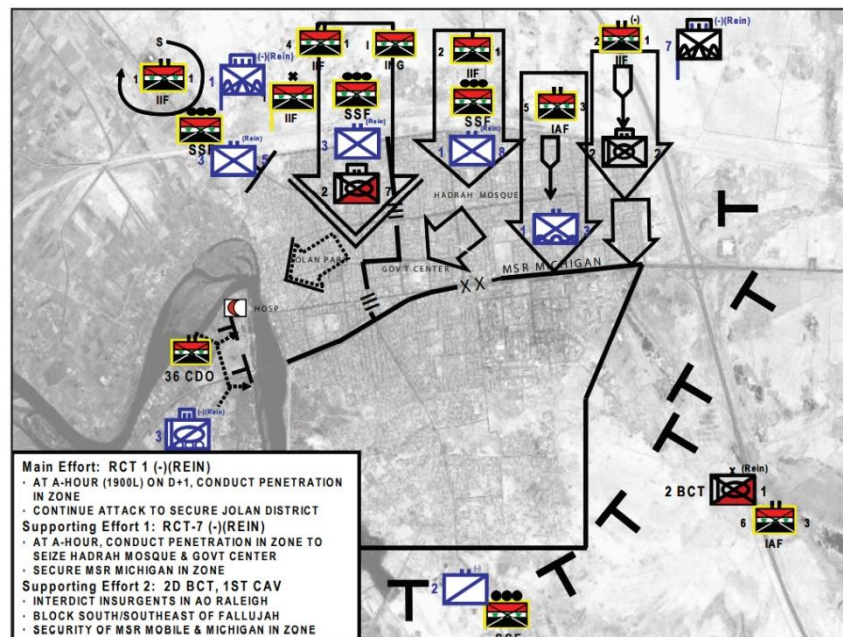 S
1 1
IIF
SSF
(-)(Rein)
1
IIF
(Rein)
3 5
4 1
IIF
I
ING
SSF
(Rein)
3
2 7
2 1
IIF
SSF
(Rein)
1 8
HADRAH MOSQUE
5 3
IAF
1 3
(-)
2 1
IIF
2 2
(-)(Rein)
7
GOV'T CENTER
MSR MICHIGAN
XX
HOSP
36 CDO
(-)(Rein)
3
x (Rein)
2 BCT 1
6 3
IAF
(-)
2
Main Effort: RCT 1 (-)(REIN)
· AT A-HOUR (1900L) ON D+1, CONDUCT PENETRATION
IN ZONE
· CONTINUE ATTACK TO SECURE JOLAN DISTRICT
Supporting Effort 1: RCT-7 (-)(REIN)
· AT A-HOUR, CONDUCT PENETRATION IN ZONE TO
SEIZE HADRAH MOSQUE & GOVT CENTER
· SECURE MSR MICHIGAN IN ZONE
Supporting Effort 2: 2D BCT, 1ST CAV
· INTERDICT INSURGENTS IN AO RALEIGH
· BLOCK SOUTH/SOUTHEAST OF FALLUJAH
· SECURITY OF MSR MOBILE & MICHIGAN IN ZONE